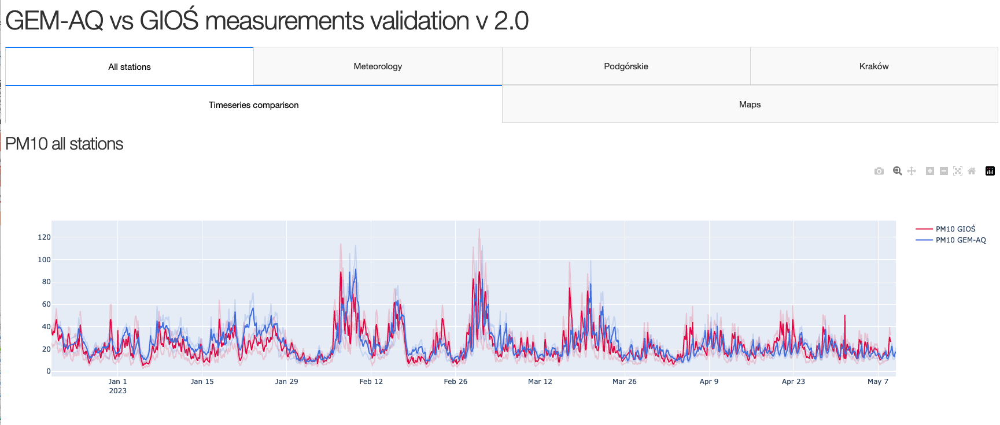 GEM-AQ vs GIOŚ measurements validation v 2.0
All stations
Meteorology
Podgórskie
Kraków
Timeseries comparison
Maps
PM10 all stations
PM10 GIOŚ
PM10 GEM-AQ
120
100
80
60
40
20
0
Jan 1
2023
Jan 15
Jan 29
Feb 12
Feb 26
Mar 12
Mar 26
Apr 9
Apr 23
May 7